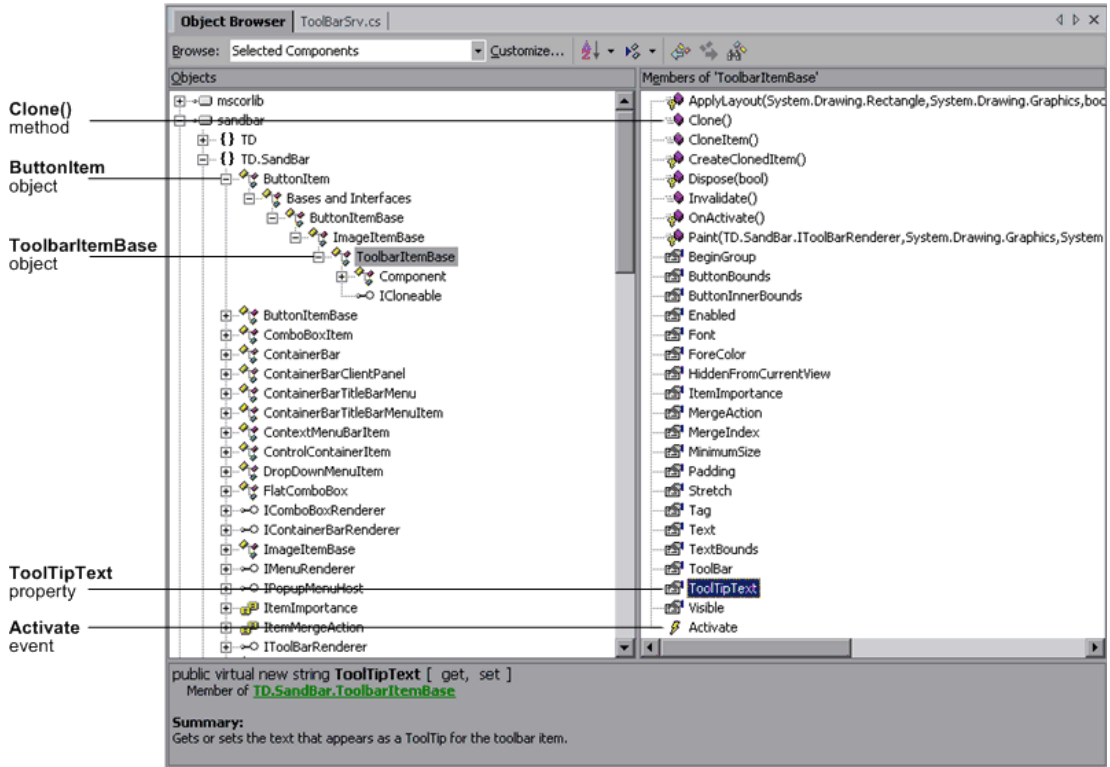 Object Browser ToolBarSrv.cs
Browse: Selected Components Customize...
Objects
Members of 'ToolbarItemBase'
Clone()
method
ButtonItem
object
ToolbarItemBase
object
ToolTipText
property
Activate
event
mscorlib
sandbar
{} TD
{} TD.SandBar
ButtonItem
Bases and Interfaces
ButtonItemBase
ImageItemBase
ToolbarItemBase
Component
ICloneable
ButtonItemBase
ComboBoxItem
ContainerBar
ContainerBarClientPanel
ContainerBarTitleBarMenu
ContainerBarTitleBarMenuItem
ContextMenuBarItem
ControlContainerItem
DropDownMenuItem
FlatComboBox
IComboBoxRenderer
IContainerBarRenderer
ImageItemBase
IMenuRenderer
IPopupMenuHost
ItemImportance
ItemMergeAction
IToolBarRenderer
ApplyLayout(System.Drawing.Rectangle,System.Drawing.Graphics,boo
Clone()
CloneItem()
CreateClonedItem()
Dispose(bool)
Invalidate()
OnActivate()
Paint(TD.SandBar.IToolBarRenderer,System.Drawing.Graphics,System
BeginGroup
ButtonBounds
ButtonInnerBounds
Enabled
Font
ForeColor
HiddenFromCurrentView
ItemImportance
MergeAction
MergeIndex
MinimumSize
Padding
Stretch
Tag
Text
TextBounds
ToolBar
ToolTipText
Visible
Activate
public virtual new string ToolTipText [ get, set ]
Member of TD.SandBar.ToolbarItemBase
Summary:
Gets or sets the text that appears as a ToolTip for the toolbar item.